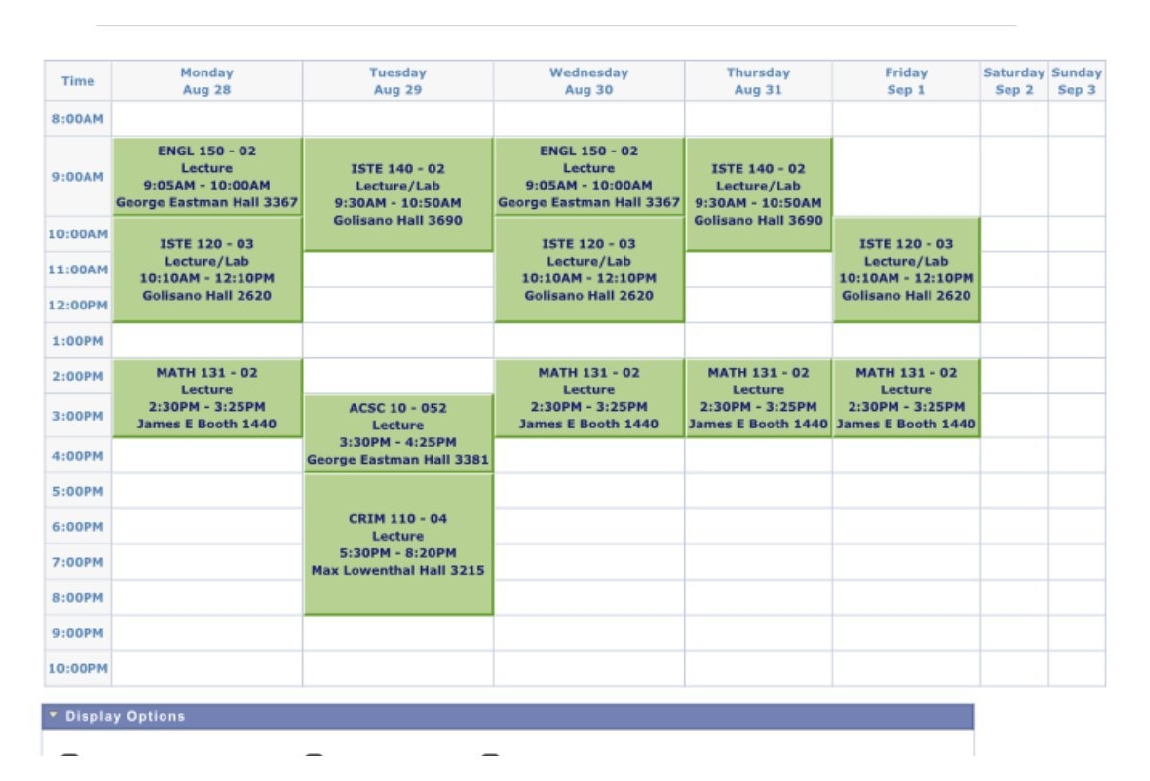 Time
Monday
Aug 28
Tuesday
Aug 29
Wednesday
Aug 30
Thursday
Aug 31
Friday
Sep 1
Saturday
Sep 2
Sunday
Sep 3
8:00AM
9:00AM
ENGL 150 - 02
Lecture
9:05AM - 10:00AM
George Eastman Hall 3367
ISTE 140 - 02
Lecture/Lab
9:30AM - 10:50AM
Golisano Hall 3690
ENGL 150 - 02
Lecture
9:05AM - 10:00AM
George Eastman Hall 3367
ISTE 140 - 02
Lecture/Lab
9:30AM - 10:50AM
Golisano Hall 3690
10:00AM
ISTE 120 - 03
Lecture/Lab
10:10AM - 12:10PM
Golisano Hall 2620
ISTE 120 - 03
Lecture/Lab
10:10AM - 12:10PM
Golisano Hall 2620
ISTE 120 - 03
Lecture/Lab
10:10AM - 12:10PM
Golisano Hall 2620
11:00AM
12:00PM
1:00PM
2:00PM
MATH 131 - 02
Lecture
2:30PM - 3:25PM
James E Booth 1440
MATH 131 - 02
Lecture
2:30PM - 3:25PM
James E Booth 1440
MATH 131 - 02
Lecture
2:30PM - 3:25PM
James E Booth 1440
MATH 131 - 02
Lecture
2:30PM - 3:25PM
James E Booth 1440
3:00PM
ACSC 10 - 052
Lecture
3:30PM - 4:25PM
George Eastman Hall 3381
4:00PM
5:00PM
CRIM 110 - 04
Lecture
5:30PM - 8:20PM
Max Lowenthal Hall 3215
6:00PM
7:00PM
8:00PM
9:00PM
10:00PM
Display Options